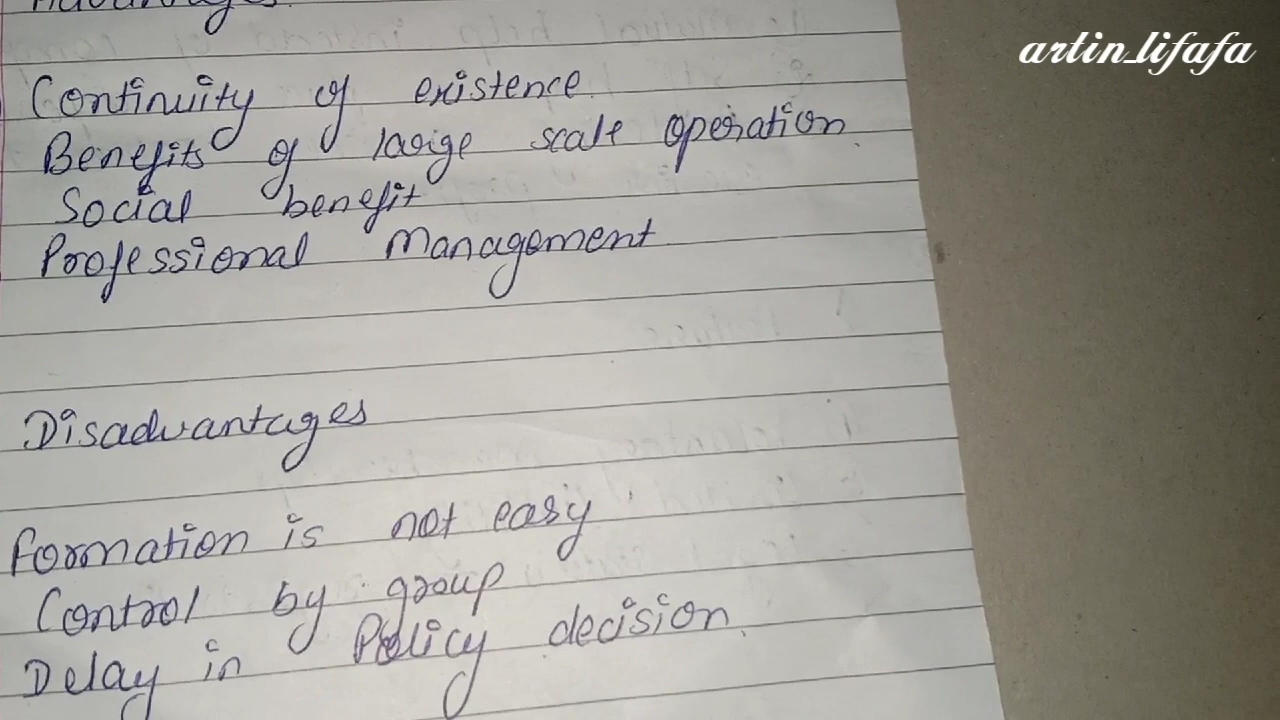 Advantages
artin_lifafa
Continuity of existence
Benefits of large scale operation.
Social benefit
Professional Management
Disadvantages
Formation is not easy
Control by group
Delay in Policy decision.